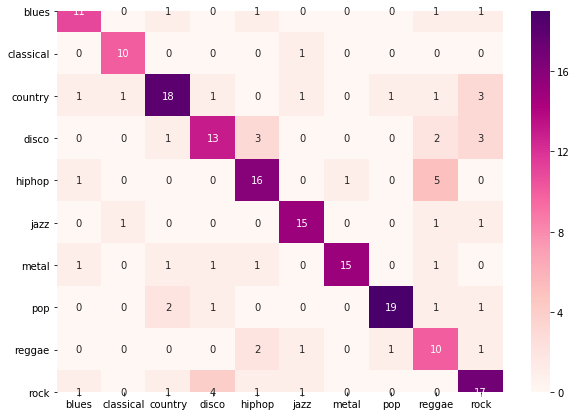 blues 11 0 1 0 1 0 0 0 1 1
classical 0 10 0 0 0 1 0 0 0 0
country 1 1 18 1 0 1 0 1 1 3
disco 0 0 1 13 3 0 0 0 2 3
hiphop 1 0 0 0 16 0 1 0 5 0
jazz 0 1 0 0 0 15 0 0 1 1
metal 1 0 1 1 1 0 15 0 1 0
pop 0 0 2 1 0 0 0 19 1 1
reggae 0 0 0 0 2 1 0 1 10 1
rock 1 0 1 4 1 1 0 0 0 17
blues classical country disco hiphop jazz metal pop reggae rock
16
12
8
4
0